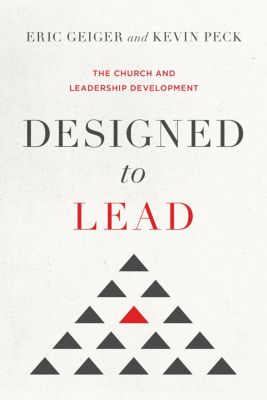 ERIC GEIGER and KEVIN PECK
THE CHURCH AND
LEADERSHIP DEVELOPMENT
DESIGNED
to
LEAD